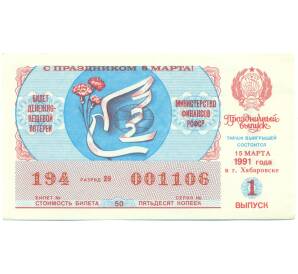 С ПРАЗДНИКОМ 8 МАРТА!
БИЛЕТ
ДЕНЕЖНО-
ВЕЩЕВОЙ
ЛОТЕРЕИ
МИНИСТЕРСТВО
ФИНАНСОВ
РСФСР
Праздничный
выпуск
ТИРАЖ ВЫИГРЫШЕЙ
СОСТОИТСЯ
15 МАРТА
1991 года
в г. Хабаровске
194 РАЗРЯД 29 001106
БИЛЕТ № СЕРИЯ №
СТОИМОСТЬ БИЛЕТА 50 ПЯТЬДЕСЯТ КОПЕЕК
1
ВЫПУСК